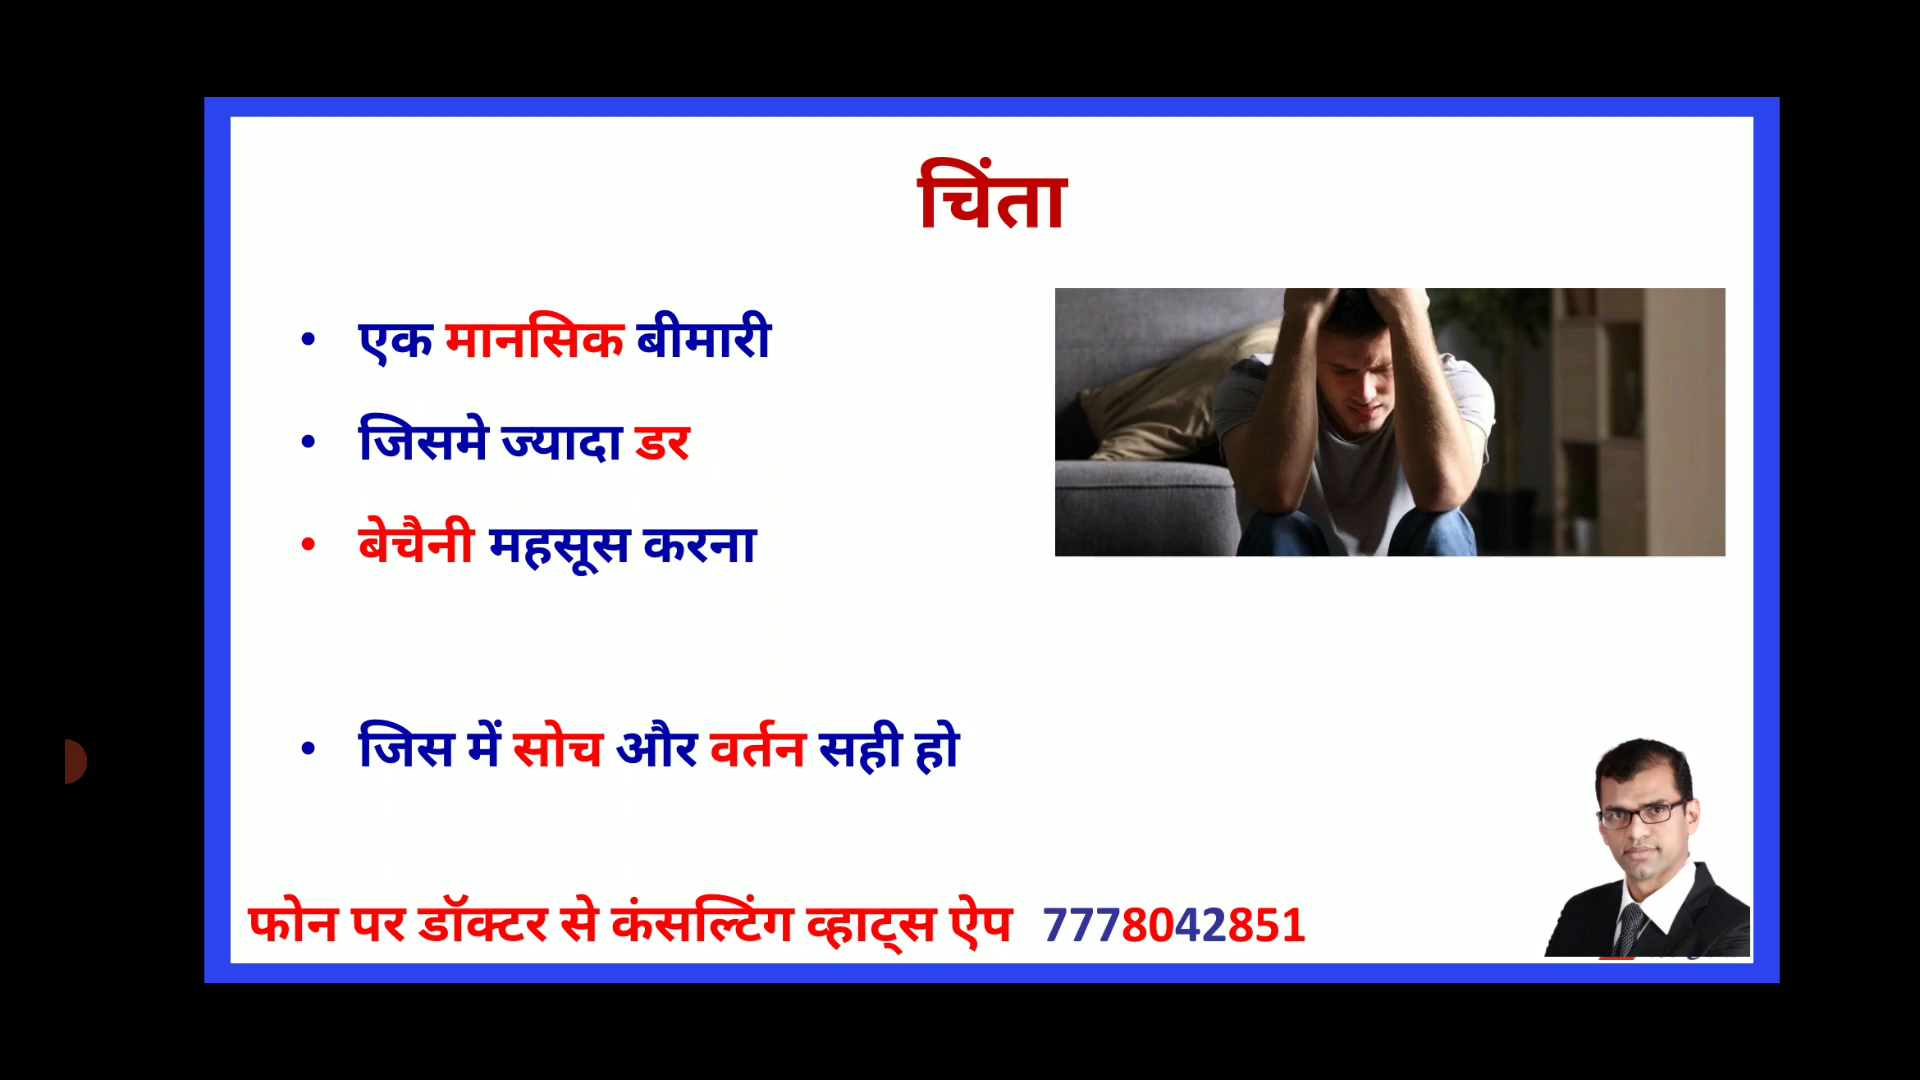 चिंता
• एक मानसिक बीमारी
• जिसमे ज्यादा डर
• बेचैनी महसूस करना
• जिस में सोच और वर्तन सही हो
फोन पर डॉक्टर से कंसल्टिंग व्हाट्स ऐप 7778042851